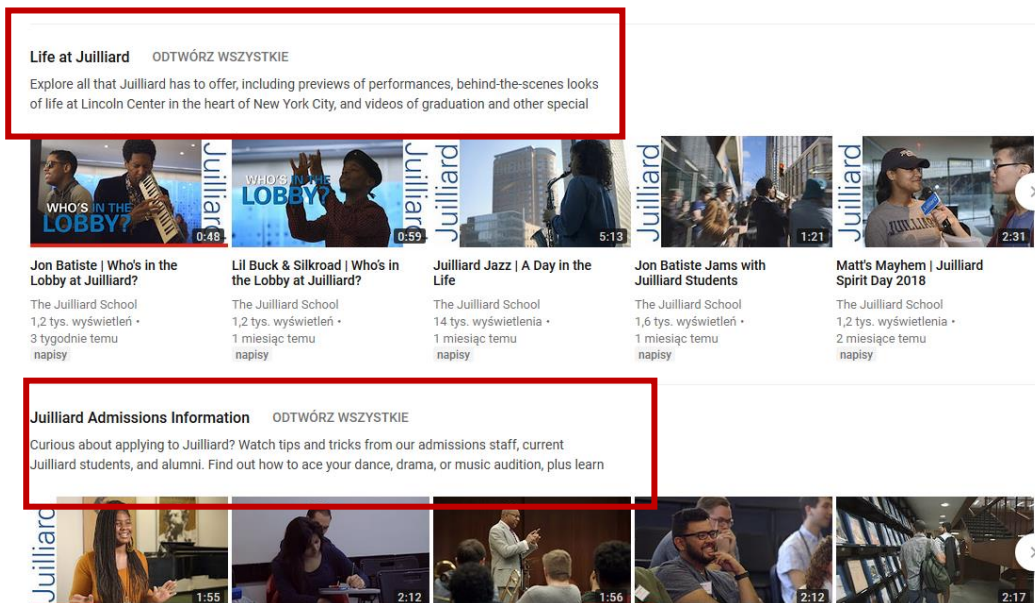 Life at Juilliard ODTWÓRZ WSZYSTKIE
Explore all that Juilliard has to offer, including previews of performances, behind-the-scenes looks
of life at Lincoln Center in the heart of New York City, and videos of graduation and other special
WHO'S IN THE
LOBBY?
Juilliar
0:48
WHO'S IN THE
LOBBY?
Juilliar
0:59
Juilliard
5:13
Juilliard
1:21
Juilliard
JUILLIARD
2:31
Jon Batiste | Who's in the
Lobby at Juilliard?
The Juilliard School
1,2 tys. wyświetleń •
3 tygodnie temu
napisy
Lil Buck & Silkroad | Who's in
the Lobby at Juilliard?
The Juilliard School
1,2 tys. wyświetleń •
1 miesiąc temu
napisy
Juilliard Jazz | A Day in the
Life
The Juilliard School
14 tys. wyświetlenia •
1 miesiąc temu
napisy
Jon Batiste Jams with
Juilliard Students
The Juilliard School
1,6 tys. wyświetleń •
1 miesiąc temu
napisy
Matt's Mayhem | Juilliard
Spirit Day 2018
The Juilliard School
1,2 tys. wyświetlenia •
2 miesiące temu
napisy
Juilliard Admissions Information ODTWÓRZ WSZYSTKIE
Curious about applying to Juilliard? Watch tips and tricks from our admissions staff, current
Juilliard students, and alumni. Find out how to ace your dance, drama, or music audition, plus learn
Juilliard
1:55
2:12
1:56
2:12
2:17